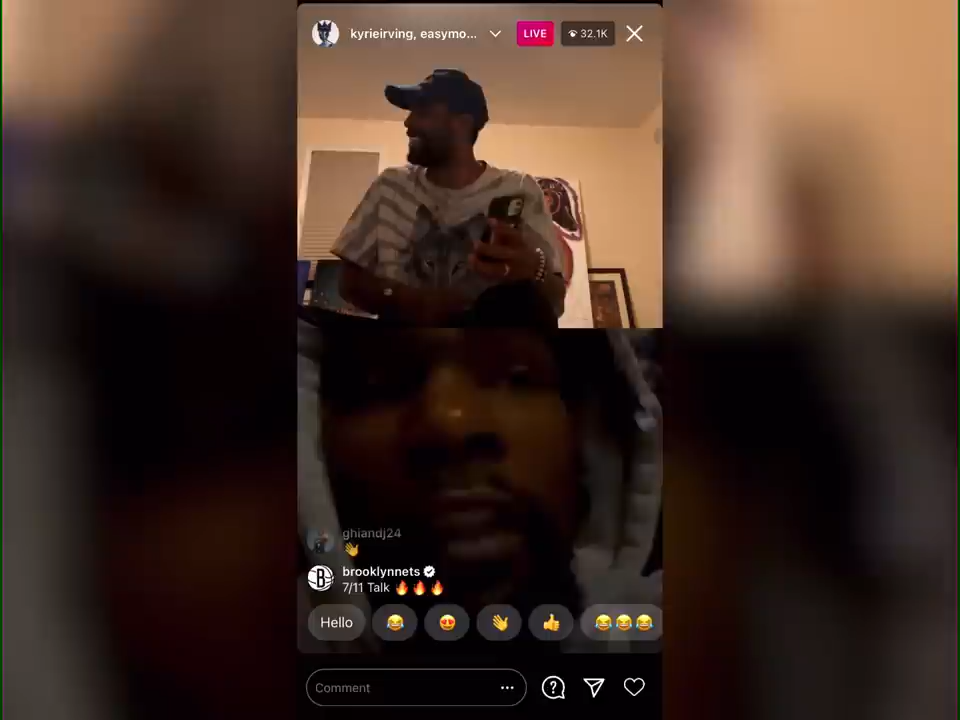 kyrieirving, easymo...
LIVE
32.1K
ghiandj24
👋
brooklynnets
7/11 Talk 🔥🔥🔥
Hello 😂 😍 👋 👍 😂😂😂
Comment